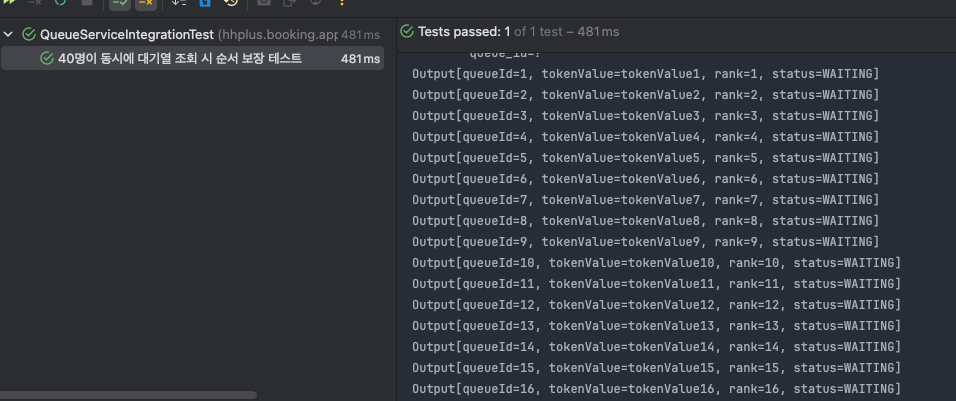 QueueServiceIntegrationTest (hhplus.booking.app 481 ms
40명이 동시에 대기열 조회 시 순서 보장 테스트 481 ms
Tests passed: 1 of 1 test – 481 ms
queue_id=?
Output[queueId=1, tokenValue=tokenValue1, rank=1, status=WAITING]
Output[queueId=2, tokenValue=tokenValue2, rank=2, status=WAITING]
Output[queueId=3, tokenValue=tokenValue3, rank=3, status=WAITING]
Output[queueId=4, tokenValue=tokenValue4, rank=4, status=WAITING]
Output[queueId=5, tokenValue=tokenValue5, rank=5, status=WAITING]
Output[queueId=6, tokenValue=tokenValue6, rank=6, status=WAITING]
Output[queueId=7, tokenValue=tokenValue7, rank=7, status=WAITING]
Output[queueId=8, tokenValue=tokenValue8, rank=8, status=WAITING]
Output[queueId=9, tokenValue=tokenValue9, rank=9, status=WAITING]
Output[queueId=10, tokenValue=tokenValue10, rank=10, status=WAITING]
Output[queueId=11, tokenValue=tokenValue11, rank=11, status=WAITING]
Output[queueId=12, tokenValue=tokenValue12, rank=12, status=WAITING]
Output[queueId=13, tokenValue=tokenValue13, rank=13, status=WAITING]
Output[queueId=14, tokenValue=tokenValue14, rank=14, status=WAITING]
Output[queueId=15, tokenValue=tokenValue15, rank=15, status=WAITING]
Output[queueId=16, tokenValue=tokenValue16, rank=16, status=WAITING]